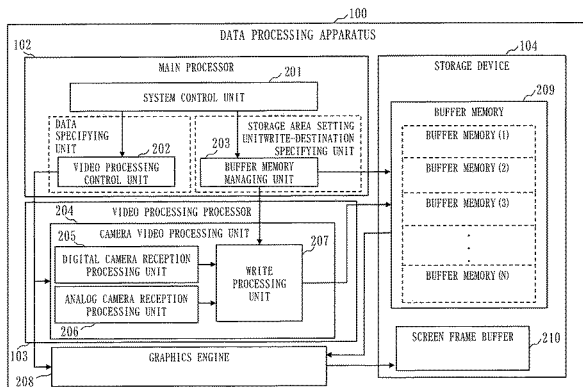 100
DATA PROCESSING APPARATUS
102
MAIN PROCESSOR
201
SYSTEM CONTROL UNIT
DATA
SPECIFYING
UNIT
202
VIDEO PROCESSING
CONTROL UNIT
STORAGE AREA SETTING
UNITWRITE-DESTINATION
SPECIFYING UNIT
203
BUFFER MEMORY
MANAGING UNIT
VIDEO PROCESSING PROCESSOR
204
CAMERA VIDEO PROCESSING UNIT
205
DIGITAL CAMERA RECEPTION
PROCESSING UNIT
ANALOG CAMERA RECEPTION
PROCESSING UNIT
206
207
WRITE
PROCESSING
UNIT
103
GRAPHICS ENGINE
208
104
STORAGE DEVICE
209
BUFFER MEMORY
BUFFER MEMORY(1)
BUFFER MEMORY(2)
BUFFER MEMORY(3)
BUFFER MEMORY(N)
SCREEN FRAME BUFFER
210